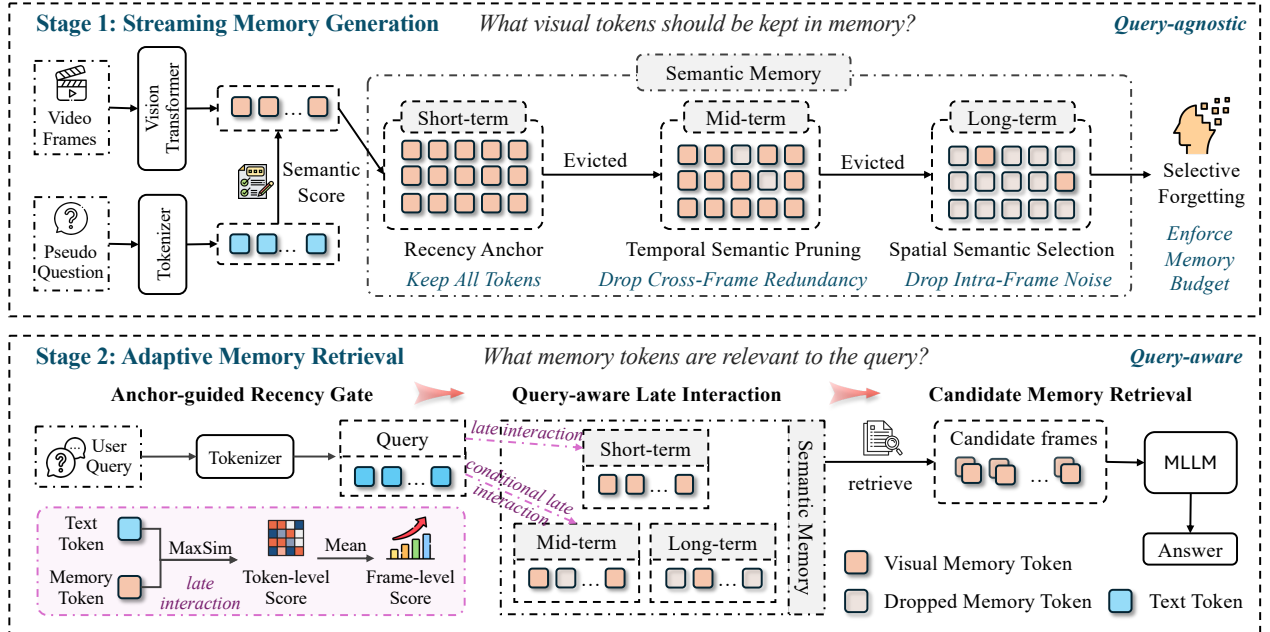 Stage 1: Streaming Memory Generation
What visual tokens should be kept in memory?
Query-agnostic
Video
Frames
Vision
Transformer
Semantic Memory
Short-term
Mid-term
Long-term
Evicted
Evicted
Semantic
Score
Pseudo
Question
Tokenizer
Recency Anchor
Keep All Tokens
Temporal Semantic Pruning
Drop Cross-Frame Redundancy
Spatial Semantic Selection
Drop Intra-Frame Noise
Selective
Forgetting
Enforce
Memory
Budget
Stage 2: Adaptive Memory Retrieval
What memory tokens are relevant to the query?
Query-aware
Anchor-guided Recency Gate
Query-aware Late Interaction
Candidate Memory Retrieval
User
Query
Tokenizer
Query
late interaction
conditional late
interaction
Short-term
Mid-term
Long-term
Semantic Memory
retrieve
Candidate frames
MLLM
Answer
Text
Token
Memory
Token
MaxSim
late
interaction
Token-level
Score
Mean
Frame-level
Score
Visual Memory Token
Dropped Memory Token
Text Token